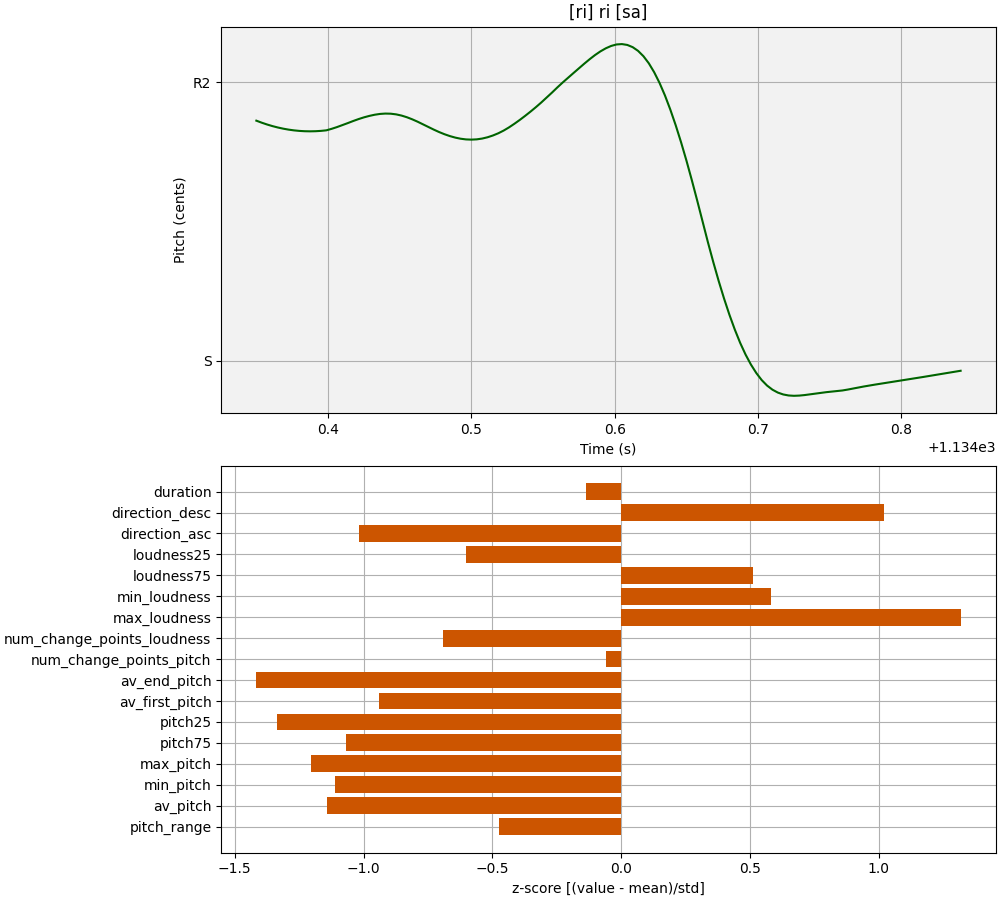 [ri] ri [sa]
R2
S
Pitch (cents)
0.4 0.5 0.6 0.7 0.8
Time (s)
+1.134e3
duration
direction_desc
direction_asc
loudness25
loudness75
min_loudness
max_loudness
num_change_points_loudness
num_change_points_pitch
av_end_pitch
av_first_pitch
pitch25
pitch75
max_pitch
min_pitch
av_pitch
pitch_range
−1.5 −1.0 −0.5 0.0 0.5 1.0
z-score [(value - mean)/std]